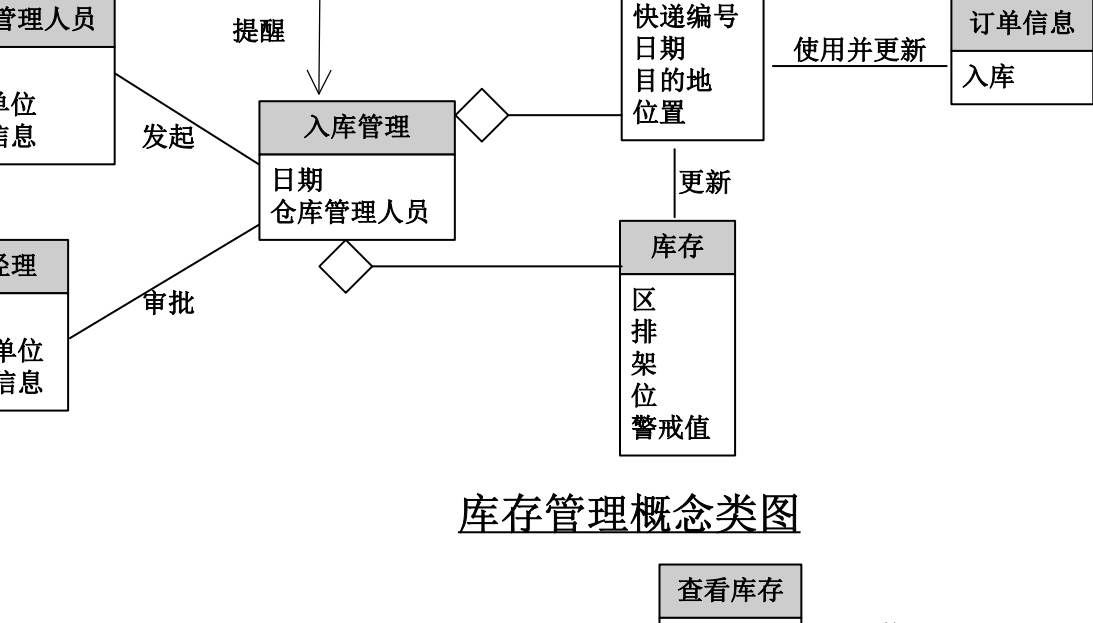 管理人员
单位
信息
发起
提醒
入库管理
日期
仓库管理人员
快递编号
日期
目的地
位置
使用并更新
订单信息
入库
更新
经理
单位
信息
审批
库存
区
排
架
位
警戒值
库存管理概念类图
查看库存